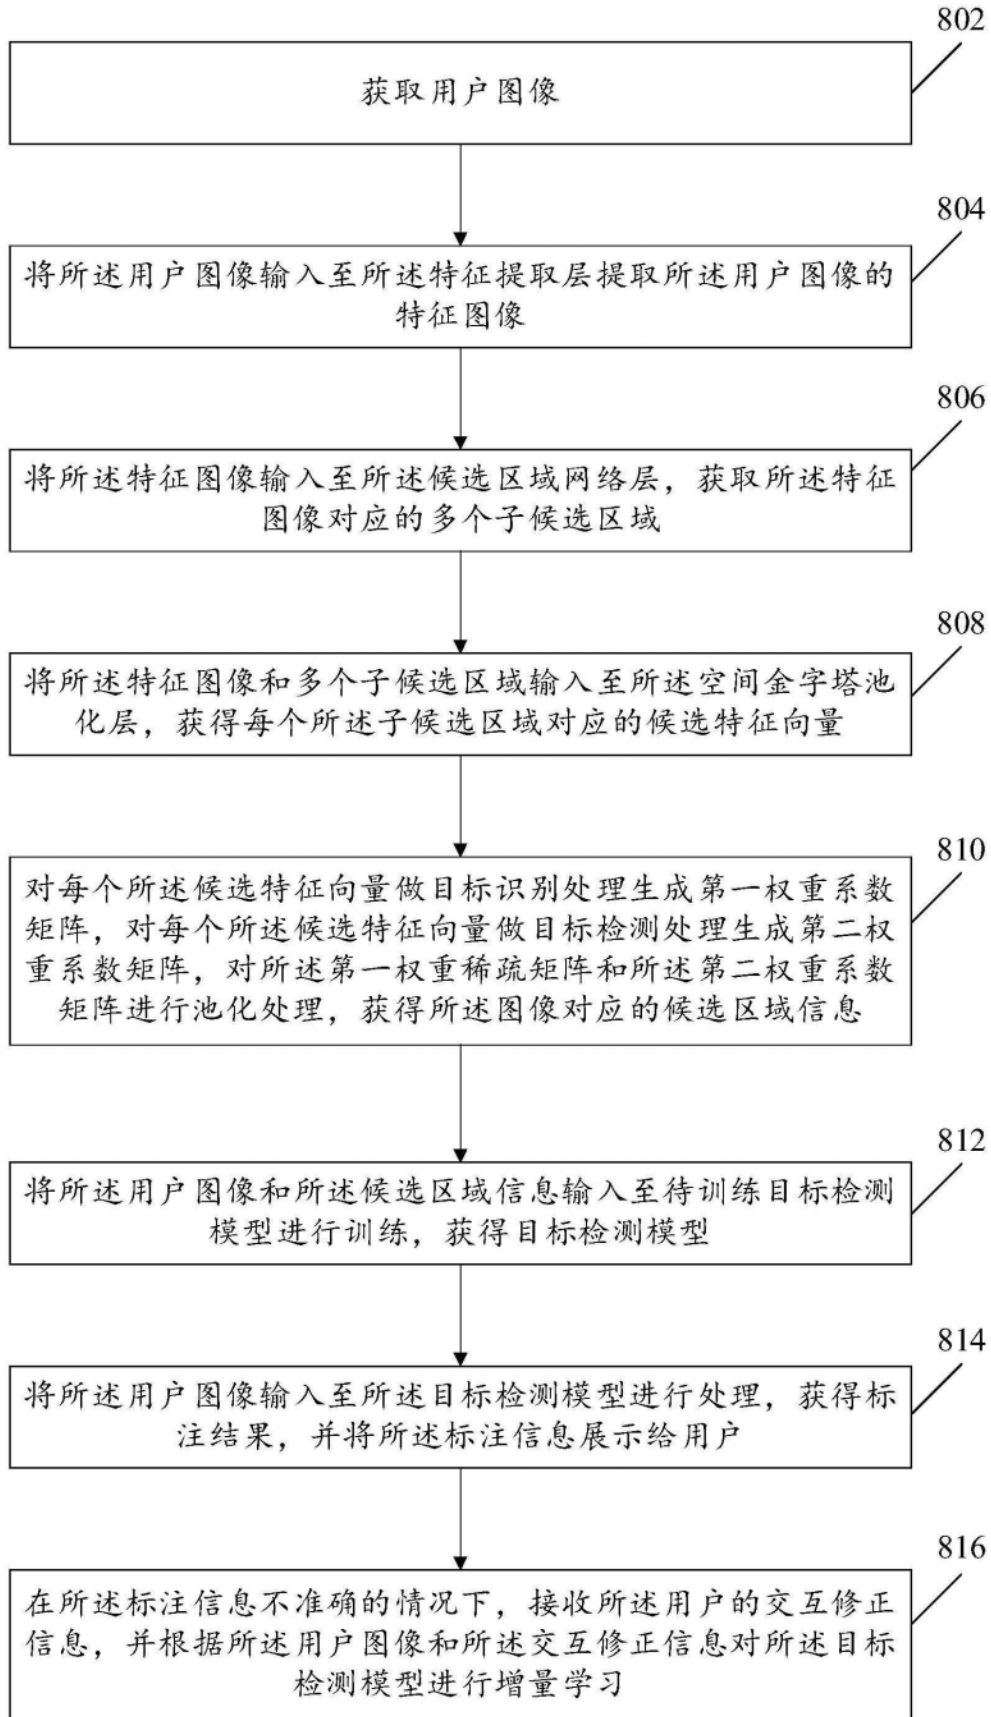 802
获取用户图像
804
将所述用户图像输入至所述特征提取层提取所述用户图像的
特征图像
806
将所述特征图像输入至所述候选区域网络层，获取所述特征
图像对应的多个子候选区域
808
将所述特征图像和多个子候选区域输入至所述空间金字塔池
化层，获得每个所述子候选区域对应的候选特征向量
810
对每个所述候选特征向量做目标识别处理生成第一权重系数
矩阵，对每个所述候选特征向量做目标检测处理生成第二权
重系数矩阵，对所述第一权重稀疏矩阵和所述第二权重系数
矩阵进行池化处理，获得所述图像对应的候选区域信息
812
将所述用户图像和所述候选区域信息输入至待训练目标检测
模型进行训练，获得目标检测模型
814
将所述用户图像输入至所述目标检测模型进行处理，获得标
注结果，并将所述标注信息展示给用户
816
在所述标注信息不准确的情况下，接收所述用户的交互修正
信息，并根据所述用户图像和所述交互修正信息对所述目标
检测模型进行增量学习